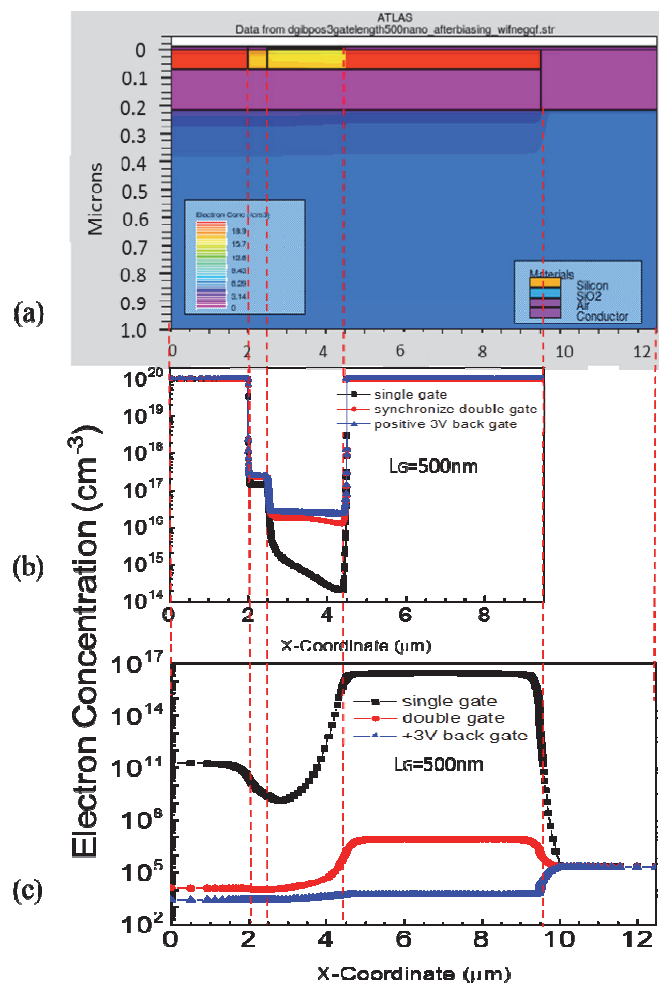 ATLAS
Data from dgibpos3gatelength500nano_afterbiasing_wifnegqf.str
0
0.1
0.2
0.3
0.4
0.5
0.6
0.7
0.8
0.9
1.0
Microns
Electron Conc (/cm3)
18.9
15.7
12.6
9.43
6.29
3.14
0
Materials
Silicon
SiO2
Air
Conductor
(a)
0 2 4 6 8 10 12
10^20
10^19
10^18
10^17
10^16
10^15
10^14
single gate
synchronize double gate
positive 3V back gate
LG=500nm
(b)
0 2 4 6 8
X-Coordinate (μm)
Electron Concentration (cm^-3)
10^17
10^14
10^11
10^8
10^5
10^2
single gate
double gate
+3V back gate
LG=500nm
(c)
0 2 4 6 8 10 12
X-Coordinate (μm)